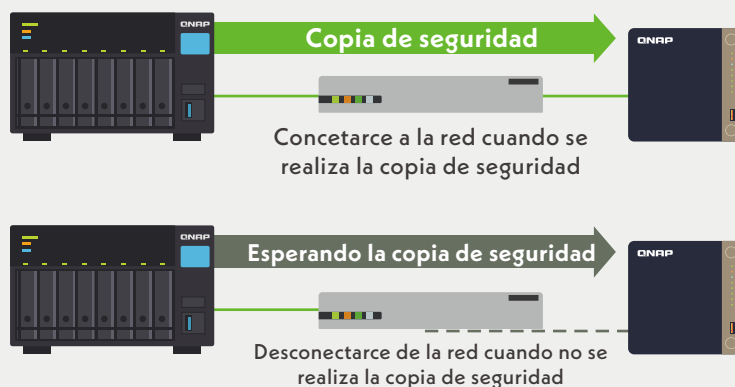 QNAP
Copia de seguridad
QNAP
Concetarce a la red cuando se
realiza la copia de seguridad
QNAP
Esperando la copia de seguridad
QNAP
Desconectarce de la red cuando no se
realiza la copia de seguridad